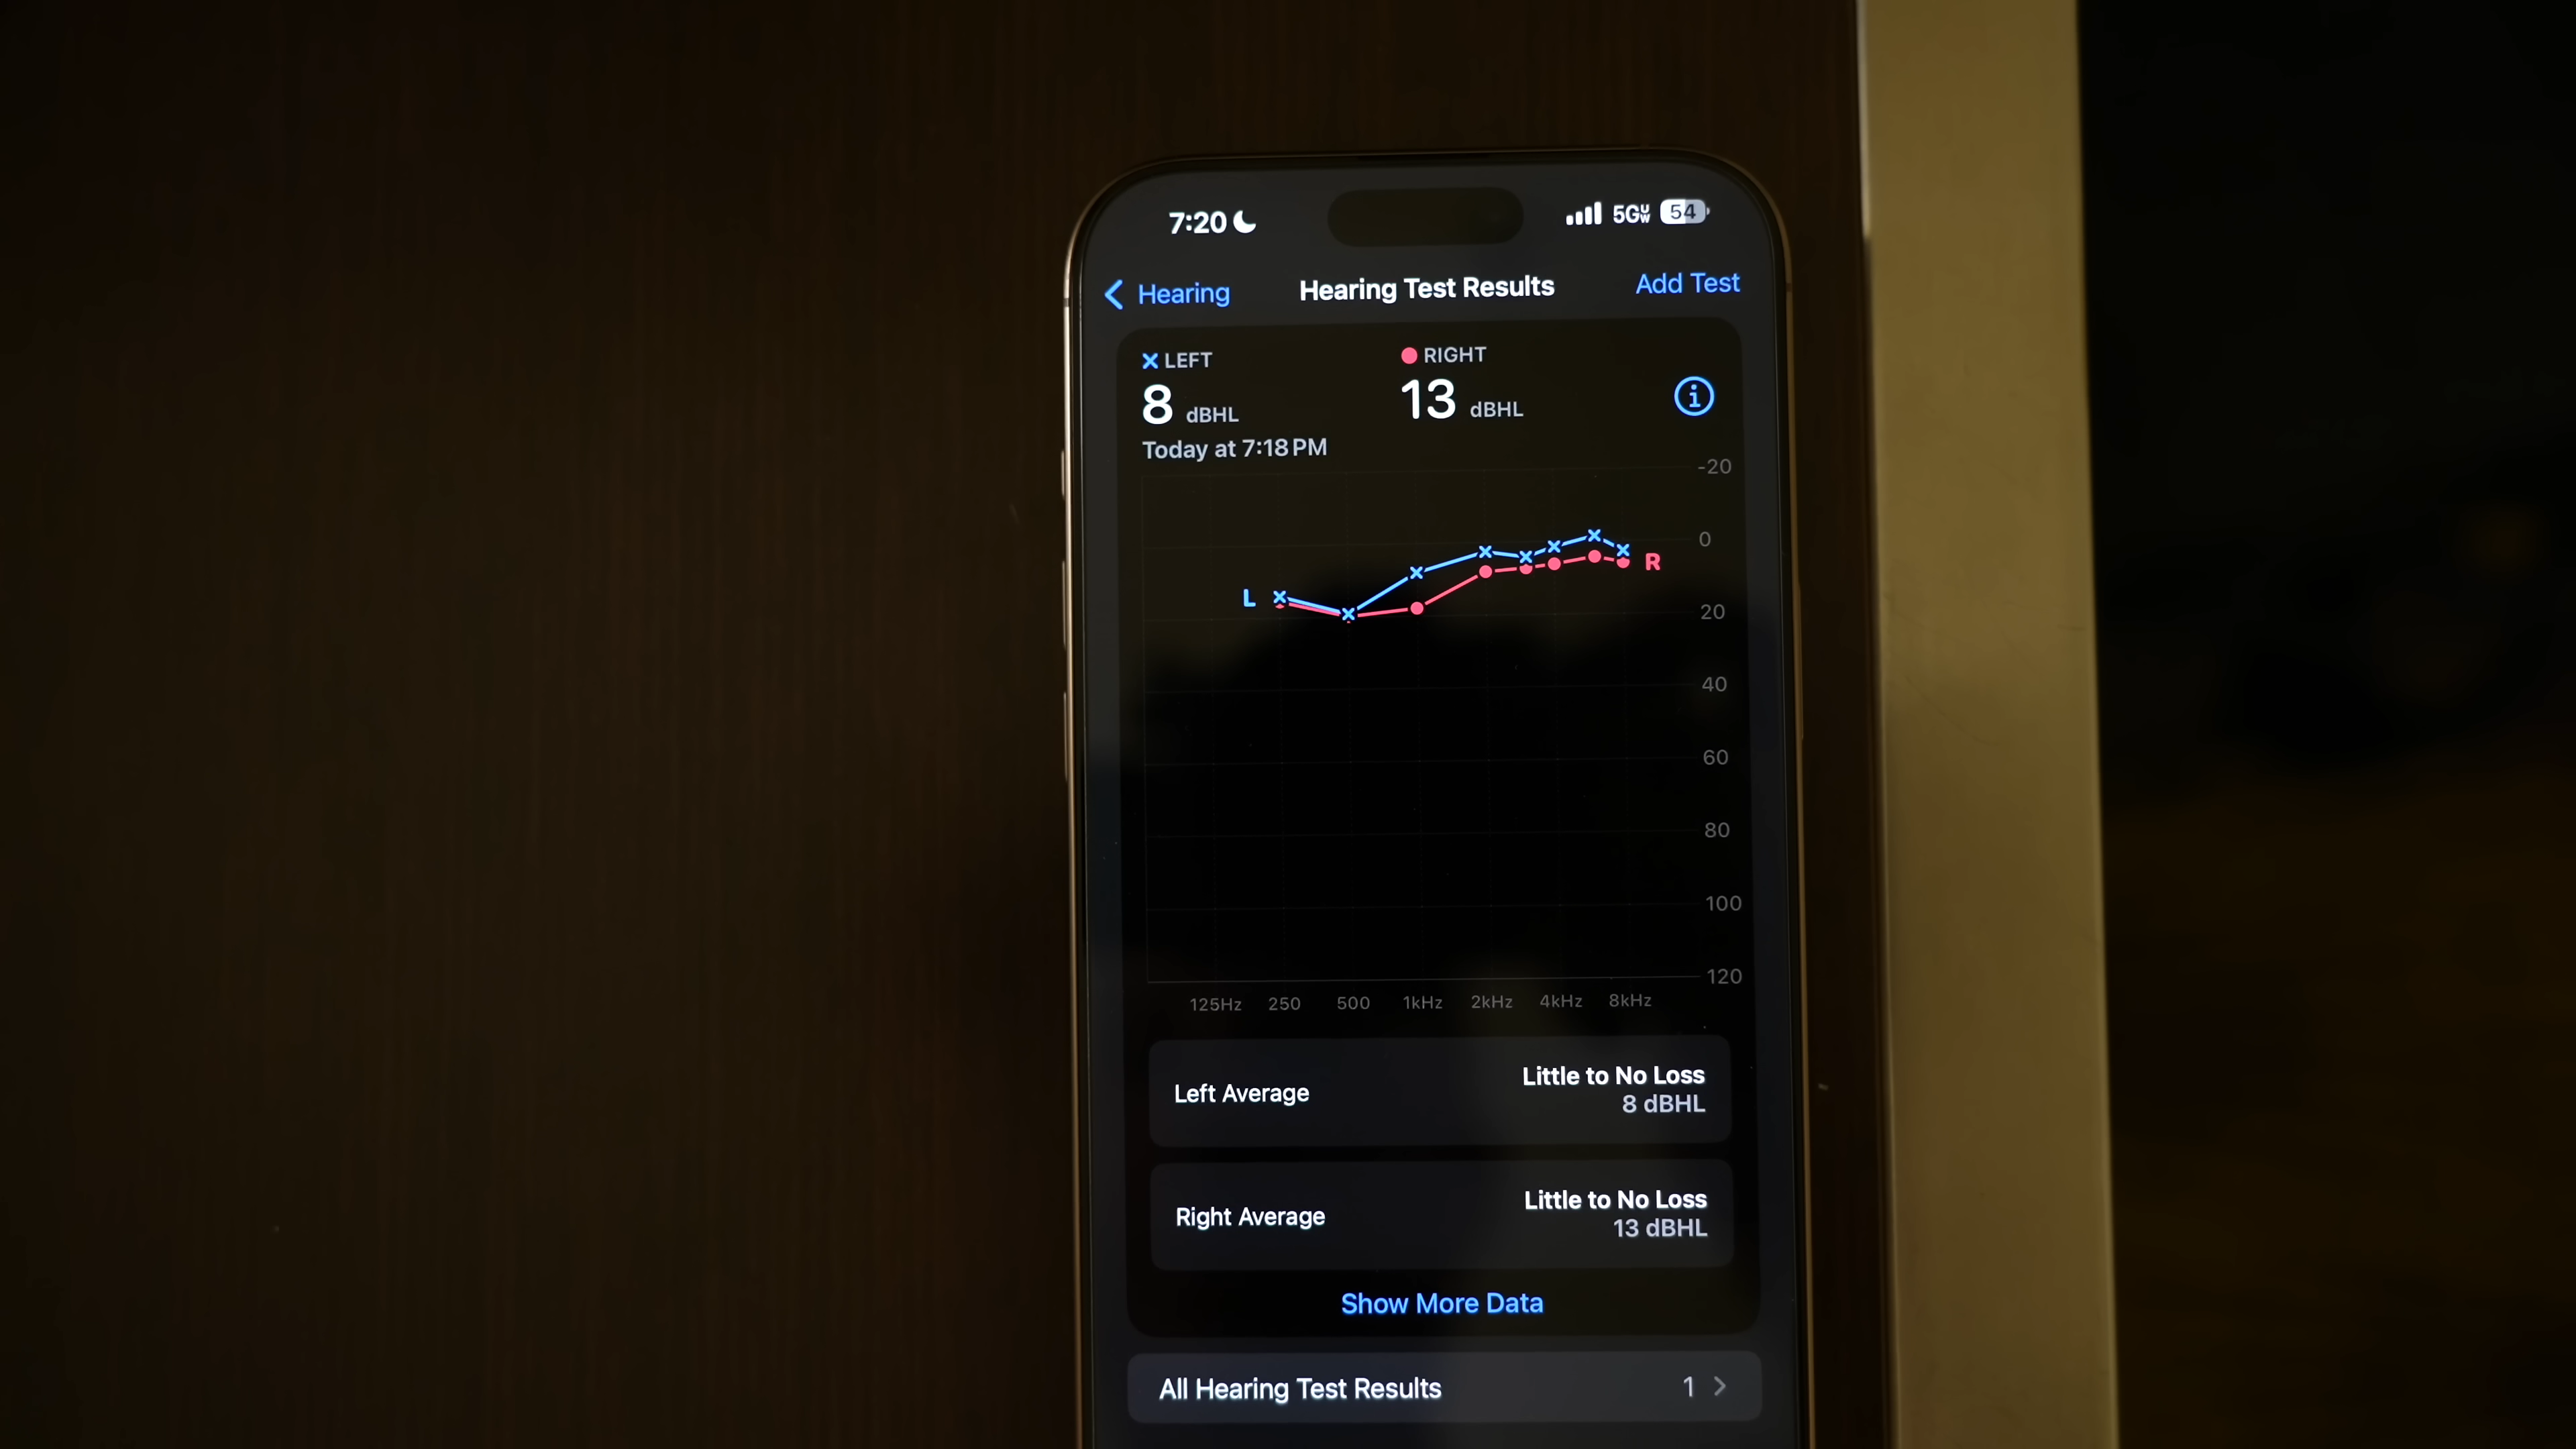 7:20 5GUW 54
Hearing Hearing Test Results Add Test
LEFT RIGHT
8 dBHL 13 dBHL
Today at 7:18 PM
-20
0
L R
20
40
60
80
100
120
125Hz 250 500 1kHz 2kHz 4kHz 8kHz
Left Average Little to No Loss
8 dBHL
Right Average Little to No Loss
13 dBHL
Show More Data
All Hearing Test Results 1